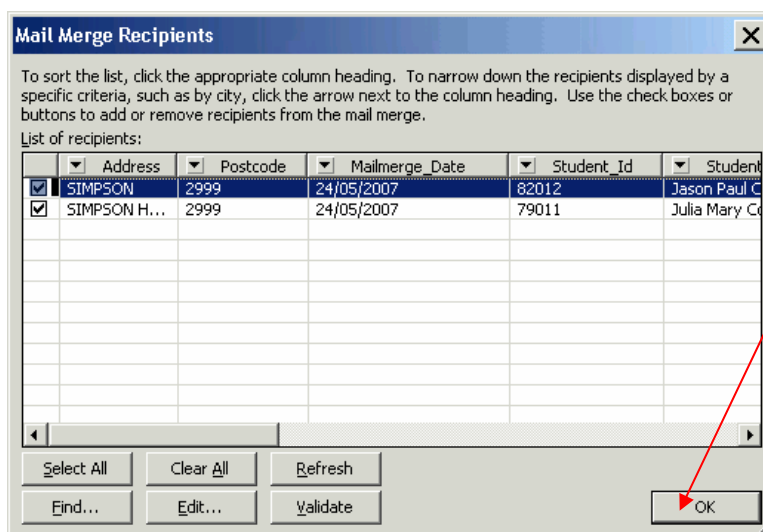 Mail Merge Recipients
To sort the list, click the appropriate column heading. To narrow down the recipients displayed by a
specific criteria, such as by city, click the arrow next to the column heading. Use the check boxes or
buttons to add or remove recipients from the mail merge.
List of recipients:
Address Postcode Mailmerge_Date Student_Id Student
SIMPSON 2999 24/05/2007 82012 Jason Paul C
SIMPSON H... 2999 24/05/2007 79011 Julia Mary Co
Select All Clear All Refresh
Find... Edit... Validate OK